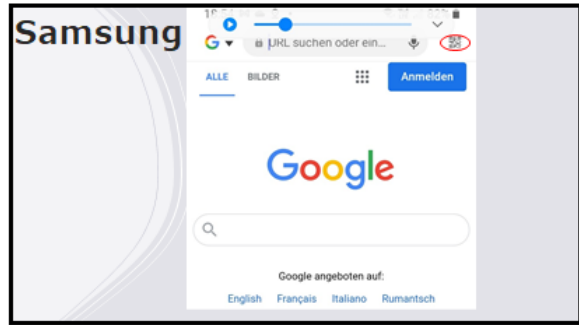 Samsung
URL suchen oder ein...
ALLE BILDER Anmelden
Google
Google angeboten auf:
English Français Italiano Rumantsch